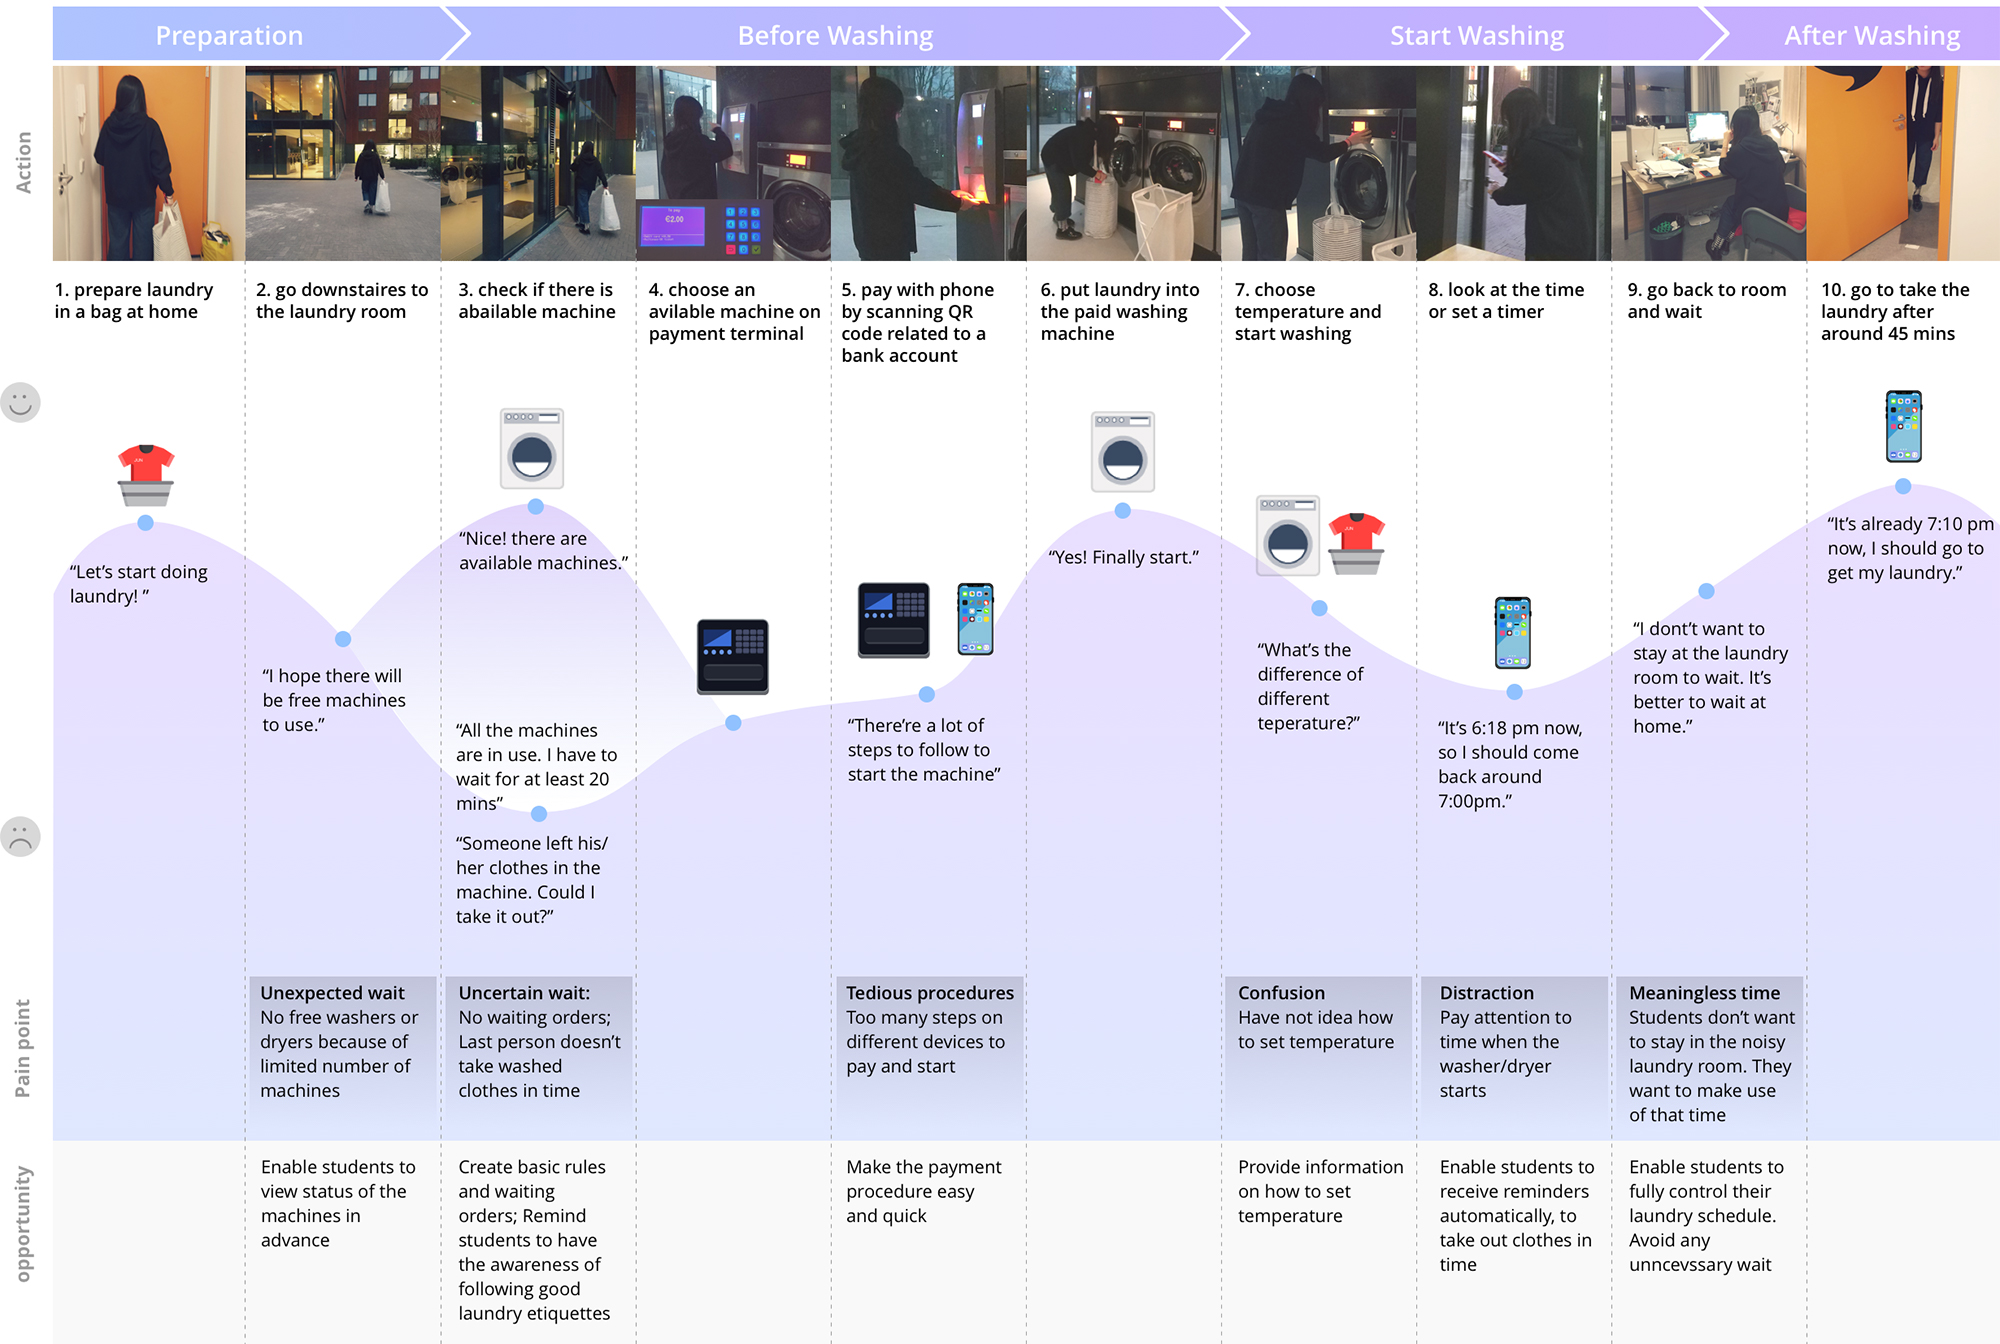 Preparation
Before Washing
Start Washing
After Washing
Action
€2.00
1. prepare laundry
in a bag at home
2. go downstaires to
the laundry room
3. check if there is
abailable machine
4. choose an
avilable machine on
payment terminal
5. pay with phone
by scanning QR
code related to a
bank account
6. put laundry into
the paid washing
machine
7. choose
temperature and
start washing
8. look at the time
or set a timer
9. go back to room
and wait
10. go to take the
laundry after
around 45 mins
JUN
JUN
“Let’s start doing
laundry! ”
“I hope there will
be free machines
to use.”
“Nice! there are
available machines.”
“All the machines
are in use. I have to
wait for at least 20
mins”
“Someone left his/
her clothes in the
machine. Could I
take it out?”
“There’re a lot of
steps to follow to
start the machine”
“Yes! Finally start.”
“What’s the
difference of
different
teperature?”
“It’s 6:18 pm now,
so I should come
back around
7:00pm.”
“I dont’t want to
stay at the laundry
room to wait. It’s
better to wait at
home.”
“It’s already 7:10 pm
now, I should go to
get my laundry.”
Pain point
Unexpected wait
No free washers or
dryers because of
limited number of
machines
Uncertain wait:
No waiting orders;
Last person doesn’t
take washed
clothes in time
Tedious procedures
Too many steps on
different devices to
pay and start
Confusion
Have not idea how
to set temperature
Distraction
Pay attention to
time when the
washer/dryer
starts
Meaningless time
Students don’t want
to stay in the noisy
laundry room. They
want to make use
of that time
opportunity
Enable students to
view status of the
machines in
advance
Create basic rules
and waiting
orders; Remind
students to have
the awareness of
following good
laundry etiquettes
Make the payment
procedure easy
and quick
Provide information
on how to set
temperature
Enable students to
receive reminders
automatically, to
take out clothes in
time
Enable students to
fully control their
laundry schedule.
Avoid any
unncevssary wait